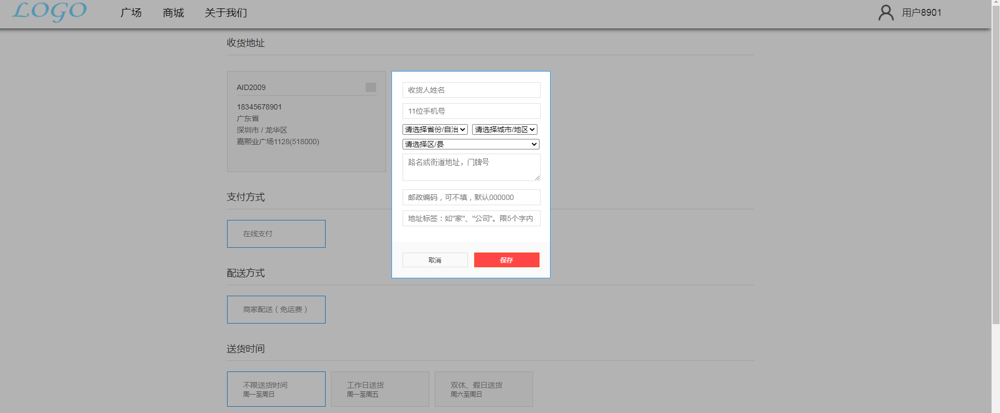 LOGO 广场 商城 关于我们 用户8901
收货地址
AID2009
18345678901
广东省
深圳市 / 龙华区
嘉熙业广场1128(518000)
收货人姓名
11位手机号
请选择省份/自治 请选择城市/地区
请选择区/县
路名或街道地址，门牌号
邮政编码，可不填，默认000000
地址标签：如"家"、"公司"。限5个字内
取消 保存
支付方式
在线支付
配送方式
商家配送（免运费）
送货时间
不限送货时间
周一至周日
工作日送货
周一至周五
双休、假日送货
周六至周日